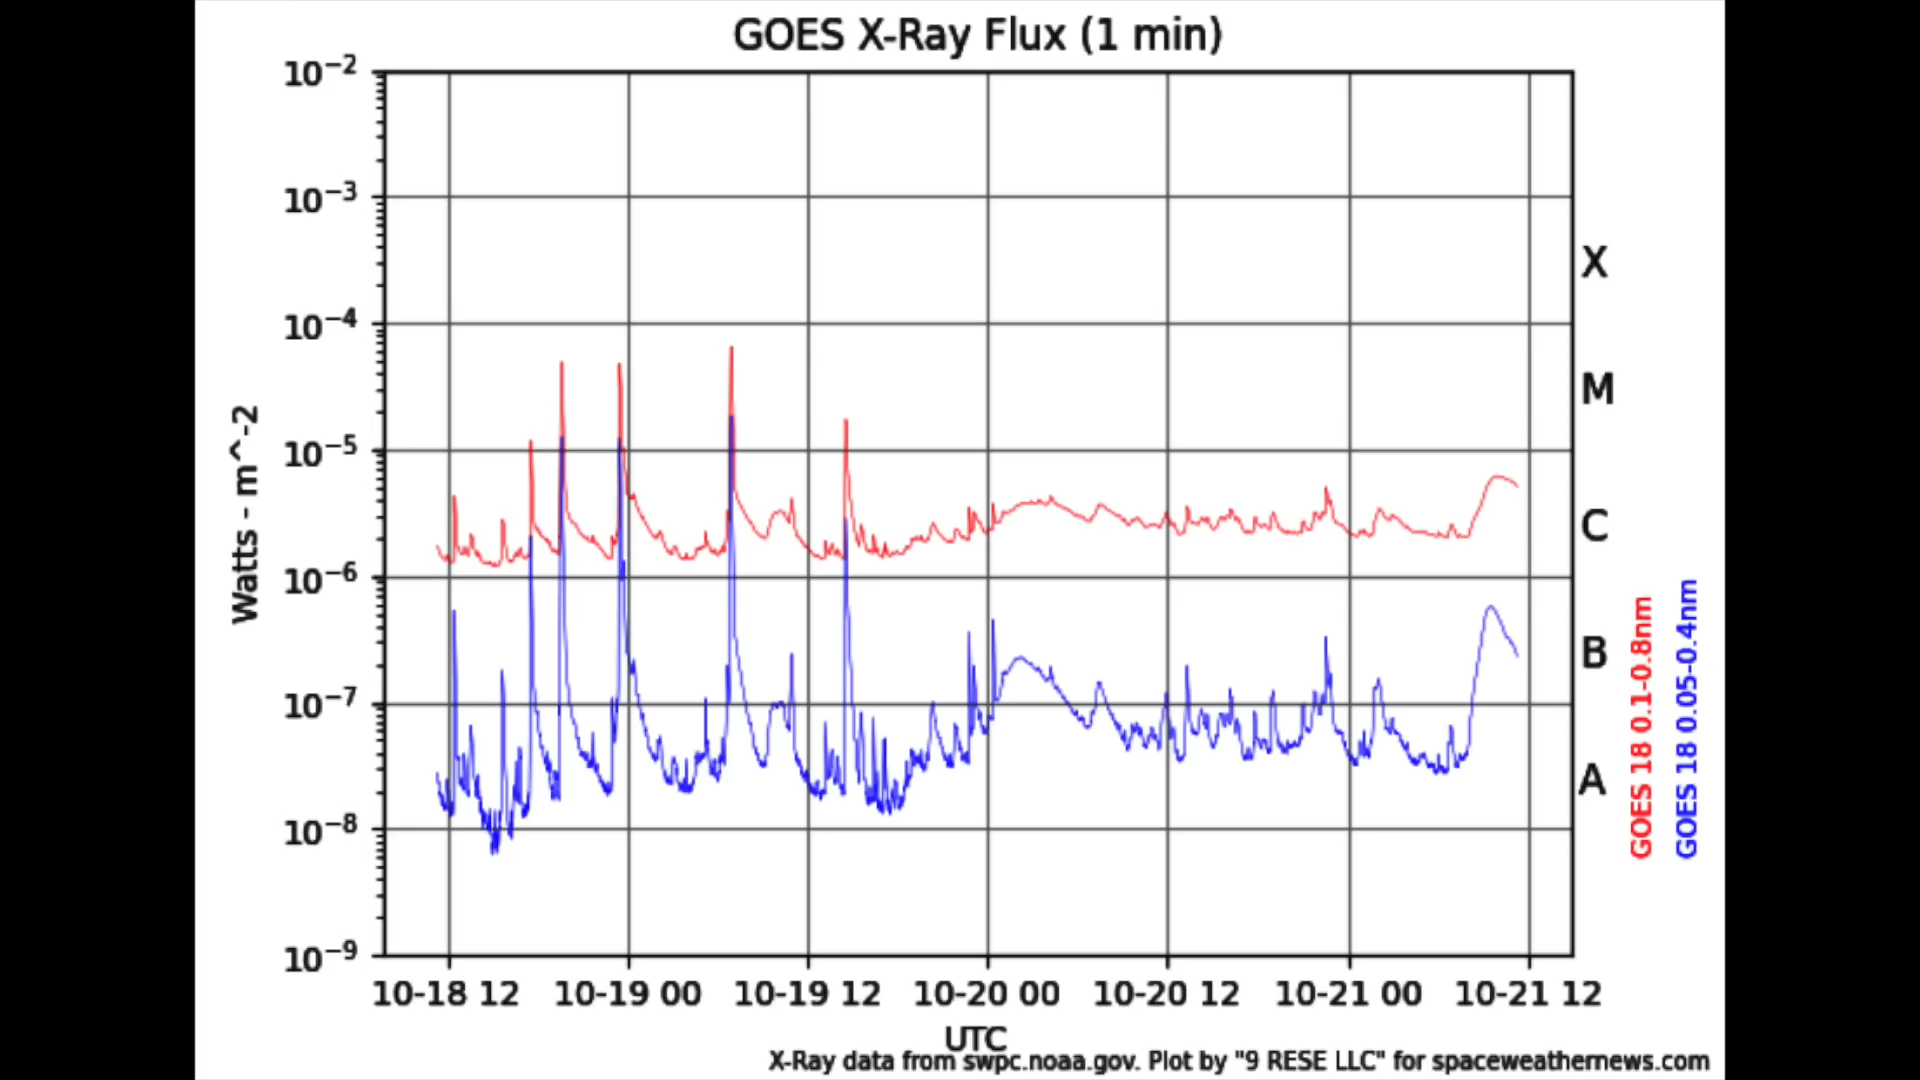 GOES X-Ray Flux (1 min)
10−2
10−3
10−4
10−5
10−6
10−7
10−8
10−9
Watts - m^-2
X
M
C
B
A
GOES 18 0.1-0.8nm
GOES 18 0.05-0.4nm
10-18 12 10-19 00 10-19 12 10-20 00 10-20 12 10-21 00 10-21 12
UTC
X-Ray data from swpc.noaa.gov. Plot by "9 RESE LLC" for spaceweathernews.com